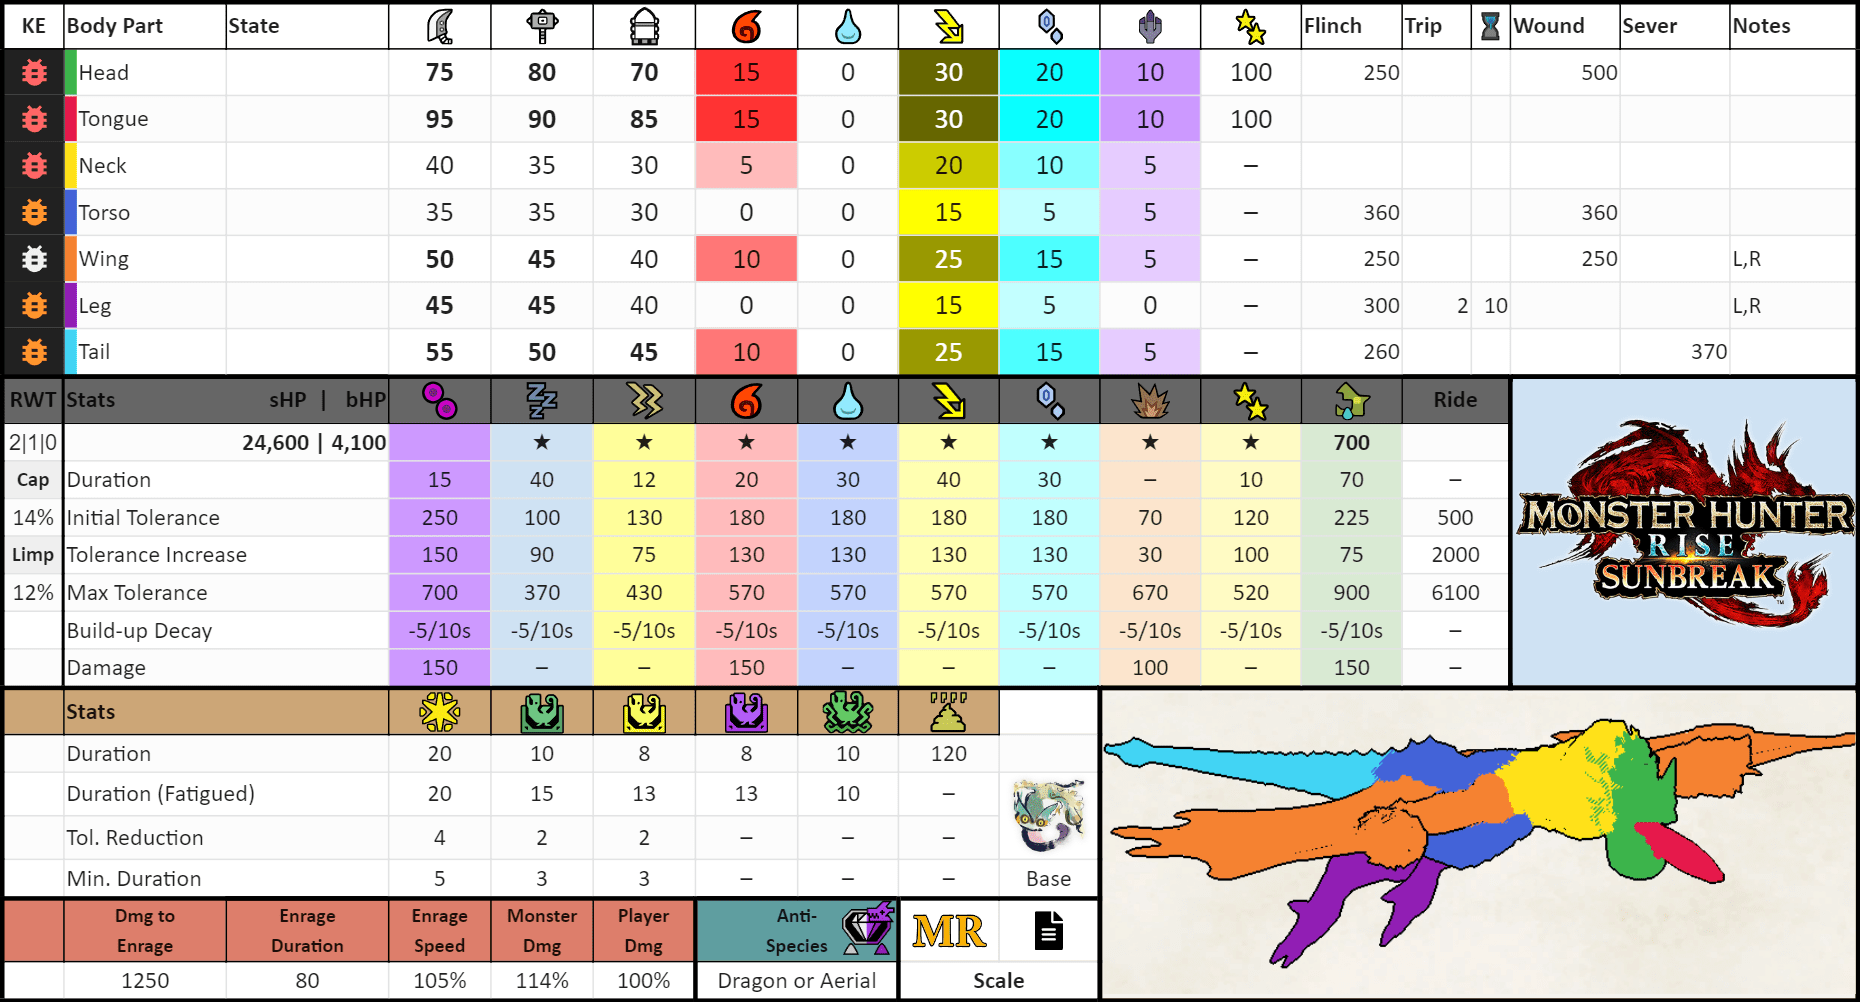 KE Body Part State Flinch Trip Wound Sever Notes
Head 75 80 70 15 0 30 20 10 100 250 500
Tongue 95 90 85 15 0 30 20 10 100
Neck 40 35 30 5 0 20 10 5 –
Torso 35 35 30 0 0 15 5 5 – 360 360
Wing 50 45 40 10 0 25 15 5 – 250 250 L,R
Leg 45 45 40 0 0 15 5 0 – 300 2 10 L,R
Tail 55 50 45 10 0 25 15 5 – 260 370
RWT Stats sHP | bHP Ride
2|1|0 24,600 | 4,100 ★ ★ ★ ★ ★ ★ ★ ★ 700
Cap Duration 15 40 12 20 30 40 30 – 10 70 –
14% Initial Tolerance 250 100 130 180 180 180 180 70 120 225 500
Limp Tolerance Increase 150 90 75 130 130 130 130 30 100 75 2000
12% Max Tolerance 700 370 430 570 570 570 570 670 520 900 6100
Build-up Decay -5/10s -5/10s -5/10s -5/10s -5/10s -5/10s -5/10s -5/10s -5/10s -5/10s –
Damage 150 – – 150 – – – 100 – 150 –
MONSTER HUNTER
RISE
SUNBREAK
™
Stats
Duration 20 10 8 8 10 120
Duration (Fatigued) 20 15 13 13 10 –
Tol. Reduction 4 2 2 – – –
Min. Duration 5 3 3 – – –
Base
Dmg to Enrage Enrage Monster Player Anti-
Enrage Duration Speed Dmg Dmg Species
MR
1250 80 105% 114% 100% Dragon or Aerial Scale